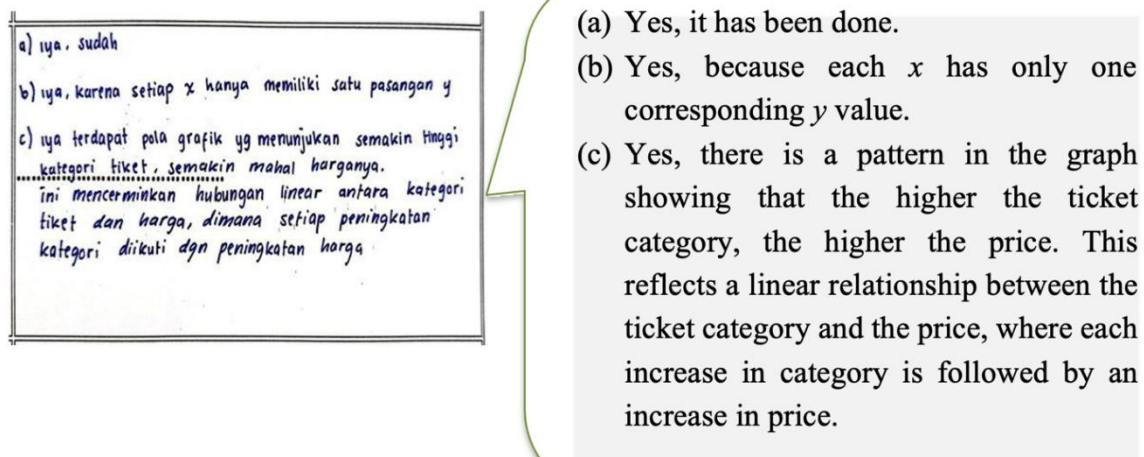 a) iya, sudah
b) iya, karena setiap x hanya memiliki satu pasangan y
c) iya terdapat pola grafik yg menunjukan semakin tinggi
kategori tiket, semakin mahal harganya.
ini mencerminkan hubungan linear antara kategori
tiket dan harga, dimana setiap peningkatan
kategori diikuti dgn peningkatan harga
(a) Yes, it has been done.
(b) Yes, because each x has only one
corresponding y value.
(c) Yes, there is a pattern in the graph
showing that the higher the ticket
category, the higher the price. This
reflects a linear relationship between the
ticket category and the price, where each
increase in category is followed by an
increase in price.